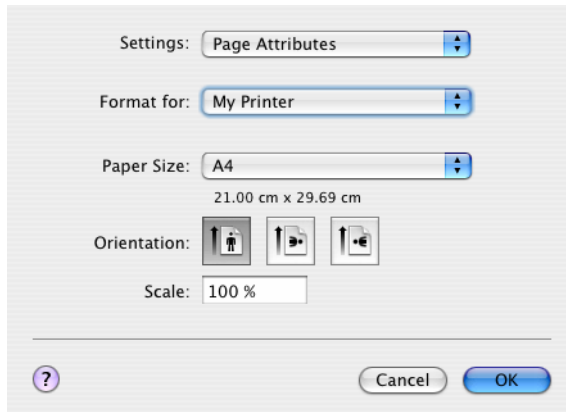 Settings: Page Attributes
Format for: My Printer
Paper Size: A4
21.00 cm x 29.69 cm
Orientation:
Scale: 100 %
? Cancel OK